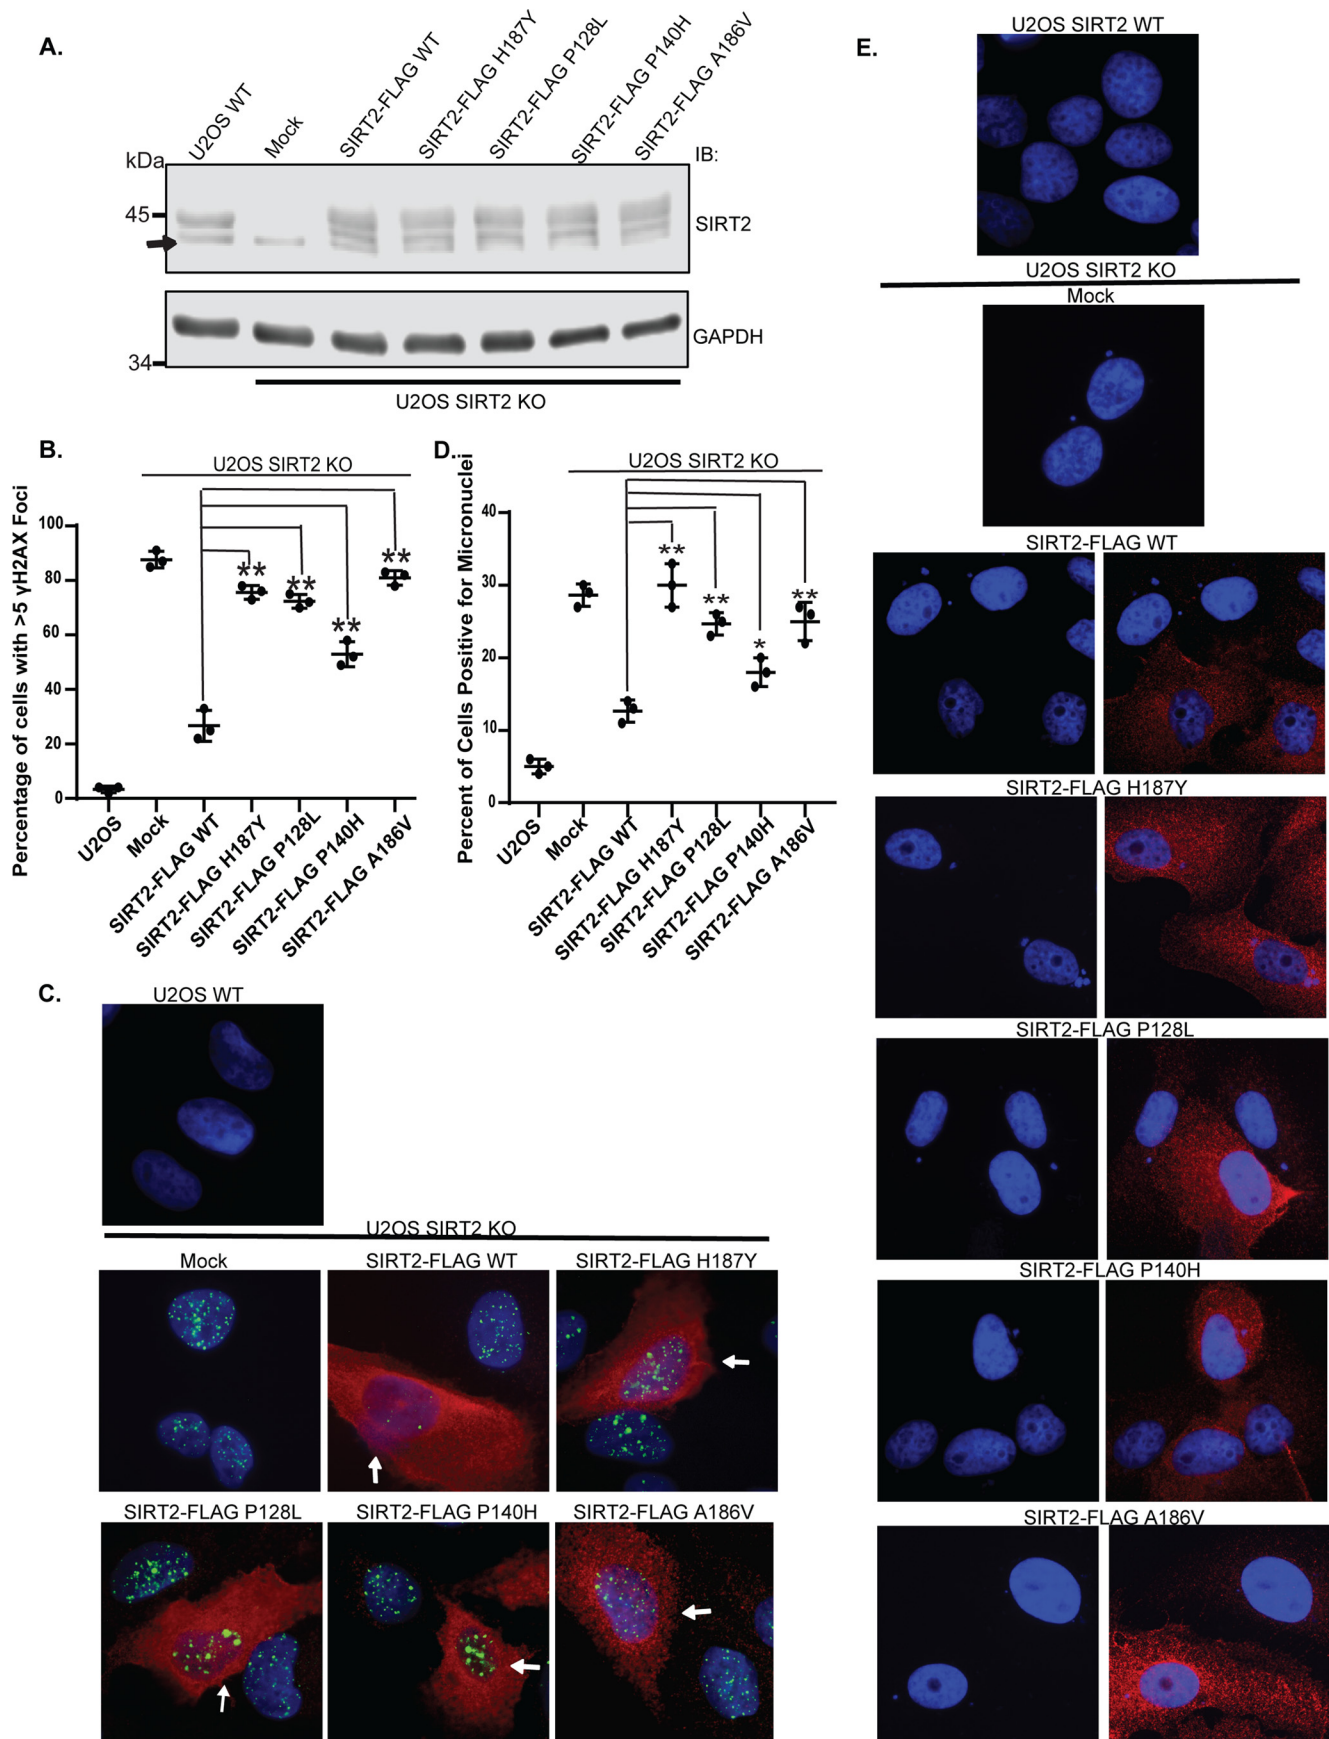 A.
U2OS WT
Mock
SIRT2-FLAG WT
SIRT2-FLAG H187Y
SIRT2-FLAG P128L
SIRT2-FLAG P140H
SIRT2-FLAG A186V
kDa
IB:
45
SIRT2
GAPDH
34
U2OS SIRT2 KO
B.
U2OS SIRT2 KO
Percentage of cells with >5 γH2AX Foci
100
80
60
40
20
0
**
**
**
**
U2OS
Mock
SIRT2-FLAG WT
SIRT2-FLAG H187Y
SIRT2-FLAG P128L
SIRT2-FLAG P140H
SIRT2-FLAG A186V
D.
U2OS SIRT2 KO
Percent of Cells Positive for Micronuclei
40
30
20
10
0
**
**
*
**
U2OS
Mock
SIRT2-FLAG WT
SIRT2-FLAG H187Y
SIRT2-FLAG P128L
SIRT2-FLAG P140H
SIRT2-FLAG A186V
C.
U2OS WT
U2OS SIRT2 KO
Mock
SIRT2-FLAG WT
SIRT2-FLAG H187Y
SIRT2-FLAG P128L
SIRT2-FLAG P140H
SIRT2-FLAG A186V
E.
U2OS SIRT2 WT
U2OS SIRT2 KO
Mock
SIRT2-FLAG WT
SIRT2-FLAG H187Y
SIRT2-FLAG P128L
SIRT2-FLAG P140H
SIRT2-FLAG A186V